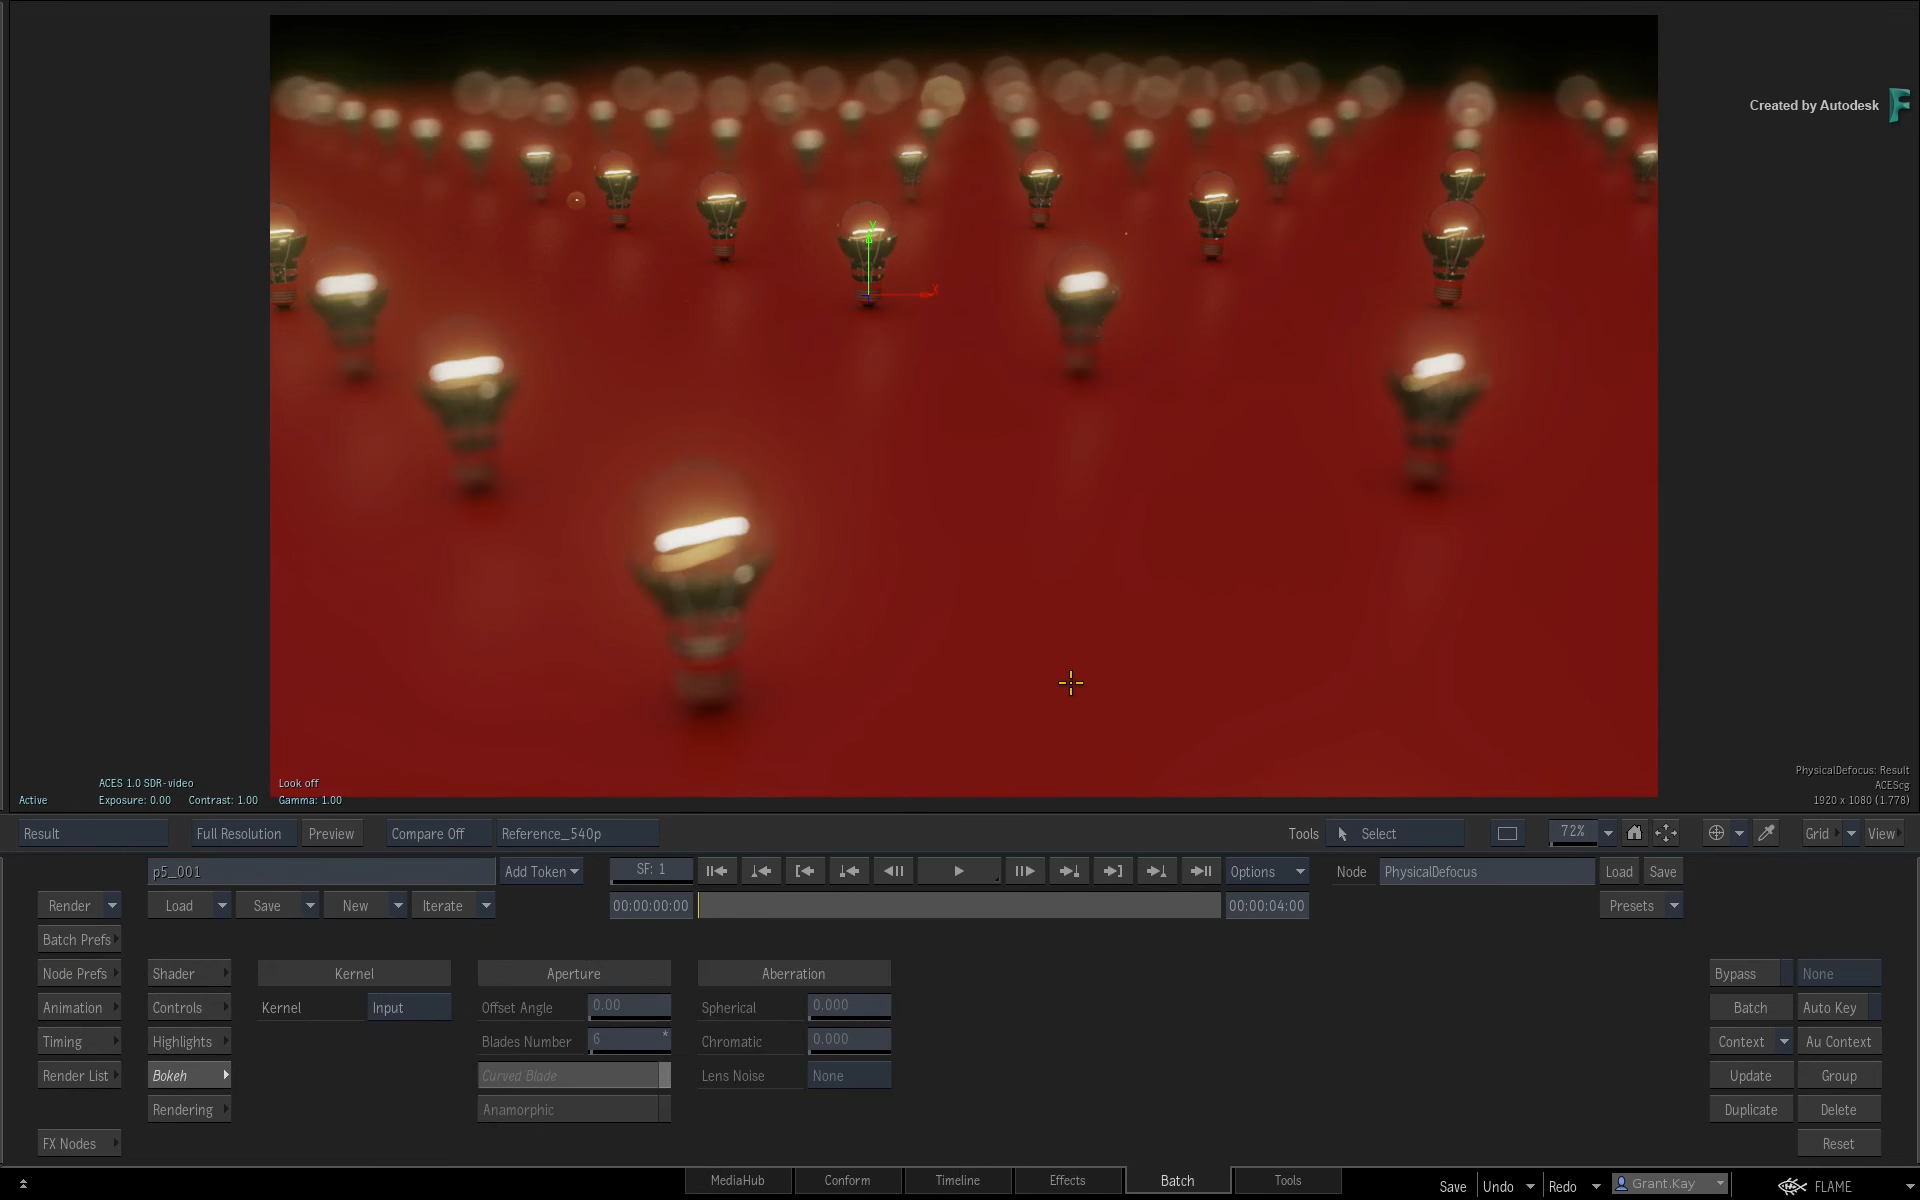 Created by Autodesk
Y
X
ACES 1.0 SDR-video
Look off
Active
Exposure: 0.00
Contrast: 1.00
Gamma: 1.00
PhysicalDefocus: Result
ACEScg
1920 x 1080 (1.778)
Result
Full Resolution
Preview
Compare Off
Reference_540p
Tools
Select
72%
Grid
View
p5_001
Add Token
SF: 1
Options
Node
PhysicalDefocus
Load
Save
Render
Load
Save
New
Iterate
00:00:00:00
00:00:04:00
Presets
Batch Prefs
Node Prefs
Shader
Kernel
Aperture
Aberration
Bypass
None
Animation
Controls
Kernel
Input
Offset Angle
0.00
Spherical
0.000
Batch
Auto Key
Timing
Highlights
Blades Number
6 *
Chromatic
0.000
Context
Au Context
Render List
Bokeh
Curved Blade
Lens Noise
None
Update
Group
Rendering
Anamorphic
Duplicate
Delete
FX Nodes
Reset
MediaHub
Conform
Timeline
Effects
Batch
Tools
Save
Undo
Redo
Grant.Kay
FLAME